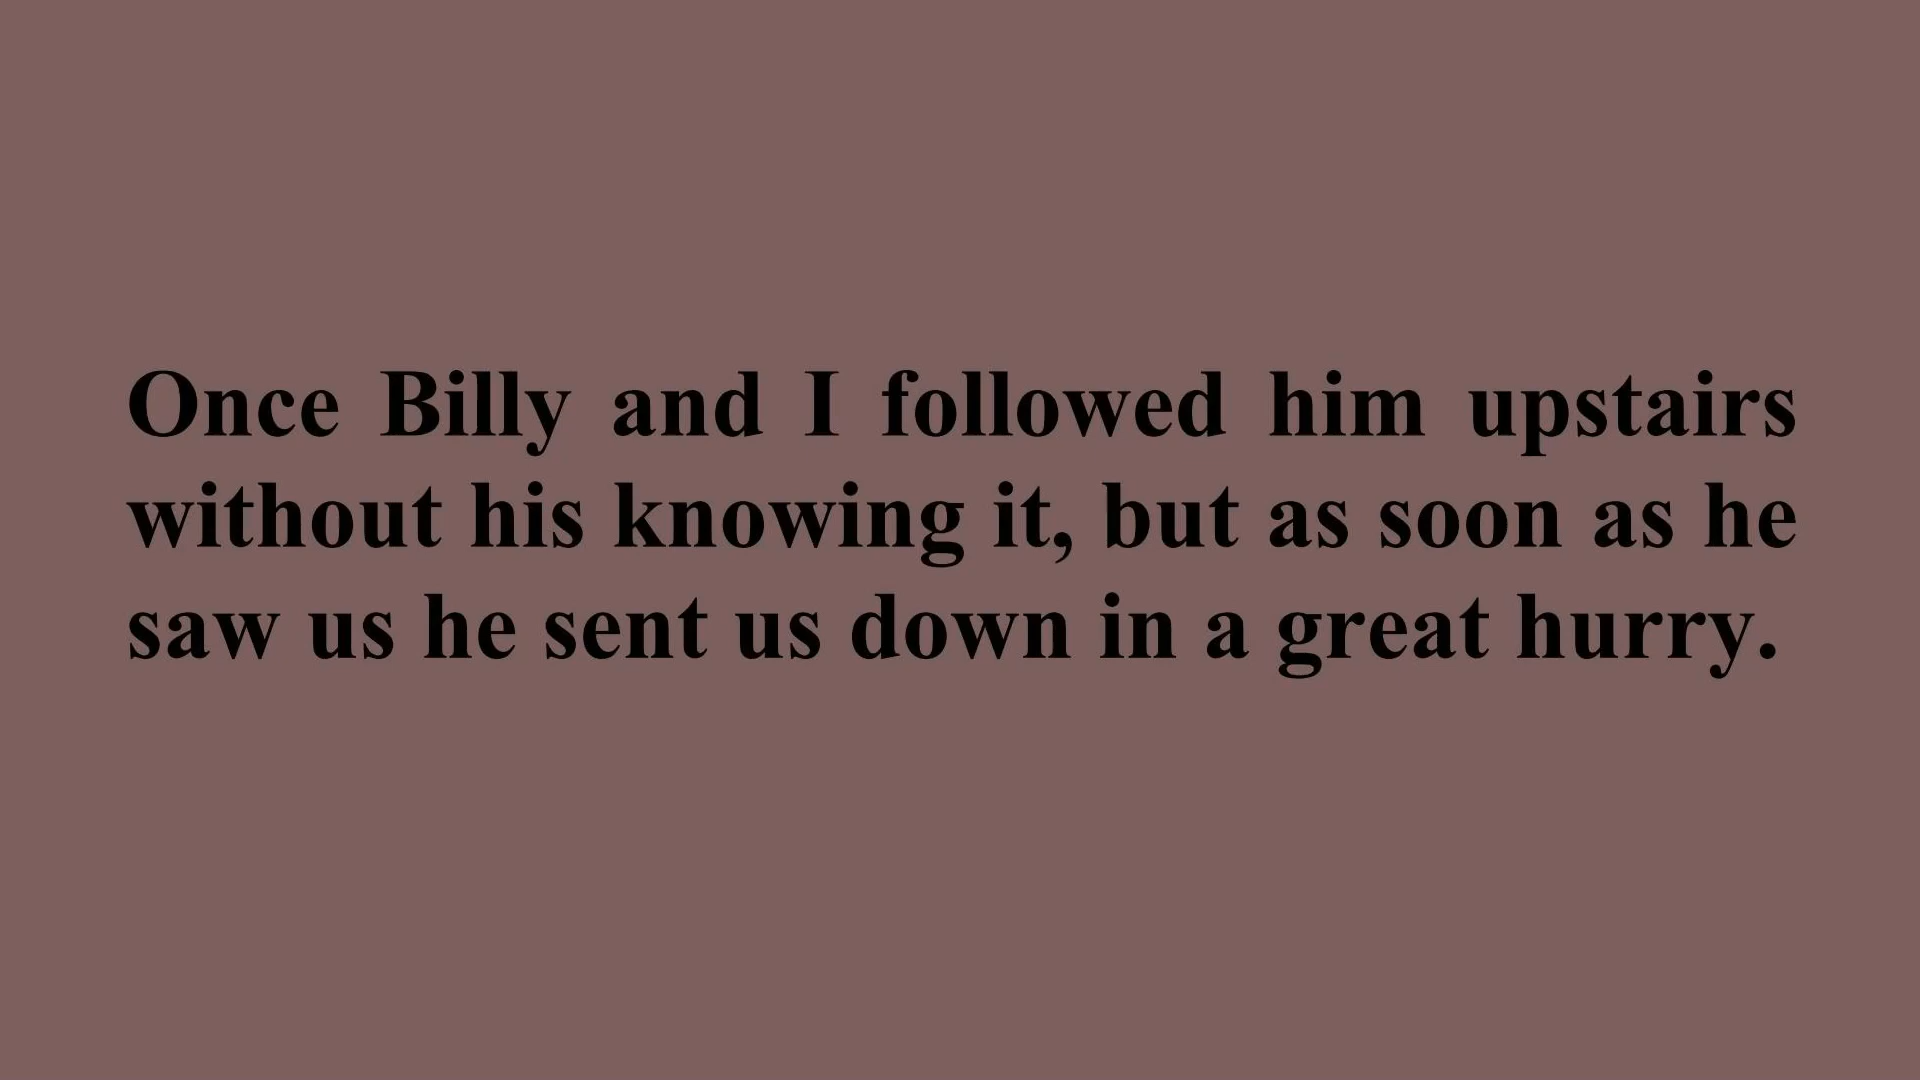 Once Billy and I followed him upstairs
without his knowing it, but as soon as he
saw us he sent us down in a great hurry.